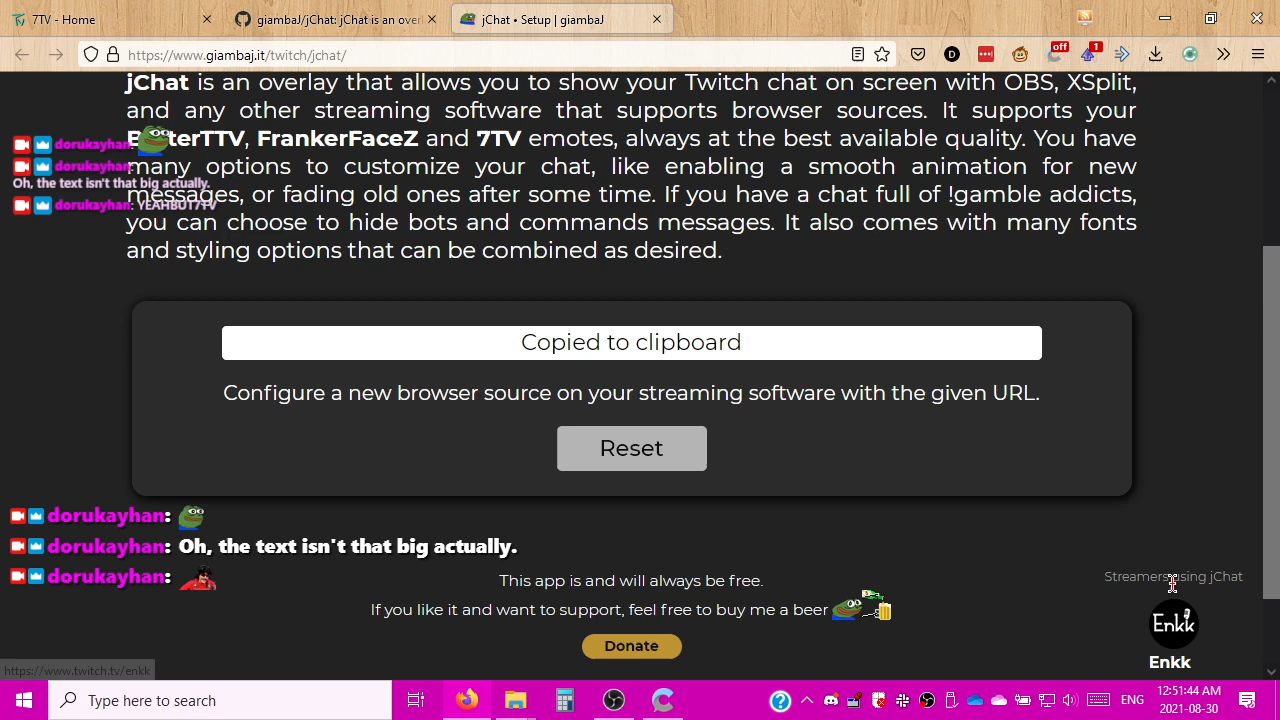 7TV - Home
giambaJ/jChat: jChat is an over
jChat • Setup | giambaJ
https://www.giambaj.it/twitch/jchat/
off
1
jChat is an overlay that allows you to show your Twitch chat on screen with OBS, XSplit,
and any other streaming software that supports browser sources. It supports your
BetterTTV, FrankerFaceZ and 7TV emotes, always at the best available quality. You have
many options to customize your chat, like enabling a smooth animation for new
messages, or fading old ones after some time. If you have a chat full of !gamble addicts,
you can choose to hide bots and commands messages. It also comes with many fonts
and styling options that can be combined as desired.
dorukayhan:
dorukayhan:
Oh, the text isn't that big actually.
dorukayhan: YEAHBUT7TV
Copied to clipboard
Configure a new browser source on your streaming software with the given URL.
Reset
dorukayhan:
dorukayhan: Oh, the text isn't that big actually.
dorukayhan:
This app is and will always be free.
If you like it and want to support, feel free to buy me a beer
Donate
Streamers using jChat
Enkk
Enkk
https://www.twitch.tv/enkk
Type here to search
ENG
12:51:44 AM
2021-08-30